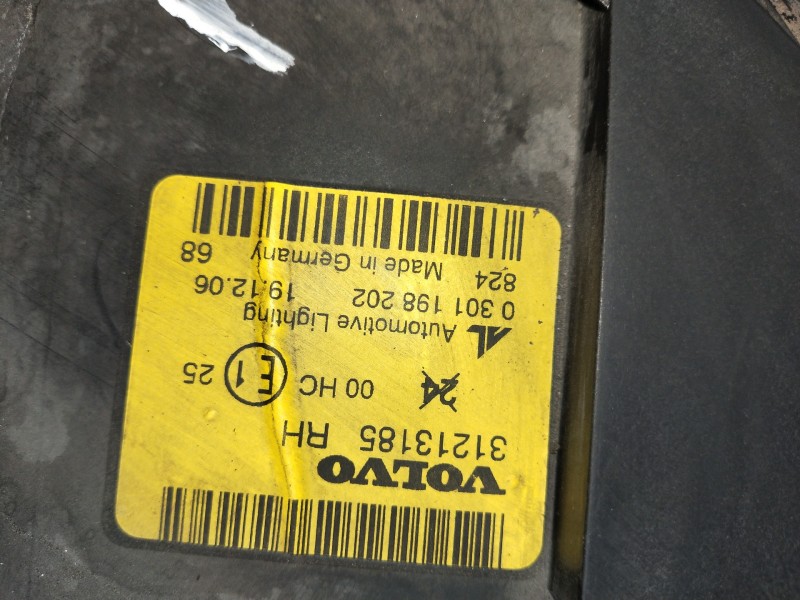 VOLVO
31213185 RH
24 00 HC E1 25
AL Automotive Lighting
0 301 198 202 19.12.06
824 Made in Germany 68